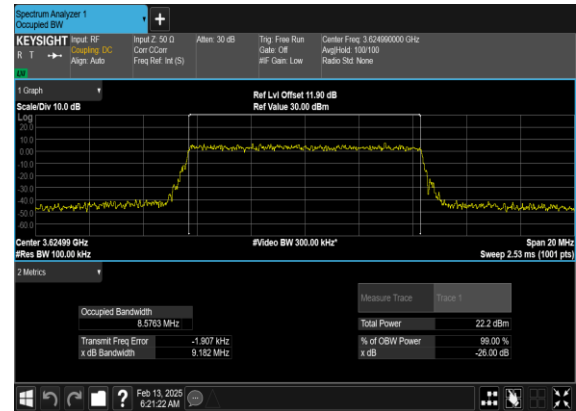 Spectrum Analyzer 1
Occupied BW
+
KEYSIGHT Input: RF Input Z: 50 Ω Atten: 30 dB Trig: Free Run Center Freq: 3.624990000 GHz
R T Coupling: DC Corr CCorr Gate: Off Avg|Hold: 100/100
Align: Auto Freq Ref: Int (S) #IF Gain: Low Radio Std: None
LXI
1 Graph
Ref Lvl Offset 11.90 dB
Scale/Div 10.0 dB Ref Value 30.00 dBm
Log
20.0
10.0
0.00
-10.0
-20.0
-30.0
-40.0
-50.0
-60.0
Center 3.62499 GHz #Video BW 300.00 kHz* Span 20 MHz
#Res BW 100.00 kHz Sweep 2.53 ms (1001 pts)
2 Metrics
Measure Trace Trace 1
Occupied Bandwidth
8.5763 MHz Total Power 22.2 dBm
Transmit Freq Error -1.907 kHz % of OBW Power 99.00 %
x dB Bandwidth 9.182 MHz x dB -26.00 dB
? Feb 13, 2025
6:21:22 AM